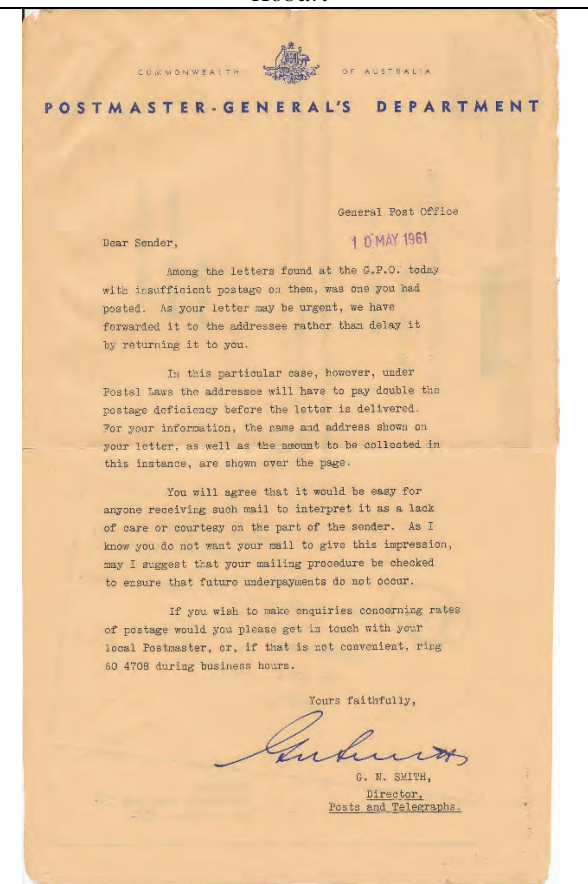 COMMONWEALTH OF AUSTRALIA
POSTMASTER-GENERAL'S DEPARTMENT
General Post Office
10 MAY 1961
Dear Sender,
Among the letters found at the G.P.O. today
with insufficient postage on them, was one you had
posted. As your letter may be urgent, we have
forwarded it to the addressee rather than delay it
by returning it to you.
In this particular case, however, under
Postal Laws the addressee will have to pay double the
postage deficiency before the letter is delivered.
For your information, the name and address shown on
your letter, as well as the amount to be collected in
this instance, are shown over the page.
You will agree that it would be easy for
anyone receiving such mail to interpret it as a lack
of care or courtesy on the part of the sender. As I
know you do not want your mail to give this impression,
may I suggest that your mailing procedure be checked
to ensure that future underpayments do not occur.
If you wish to make enquiries concerning rates
of postage would you please get in touch with your
local Postmaster, or, if that is not convenient, ring
60 4708 during business hours.
Yours faithfully,
G. N. SMITH,
Director,
Posts and Telegraphs.